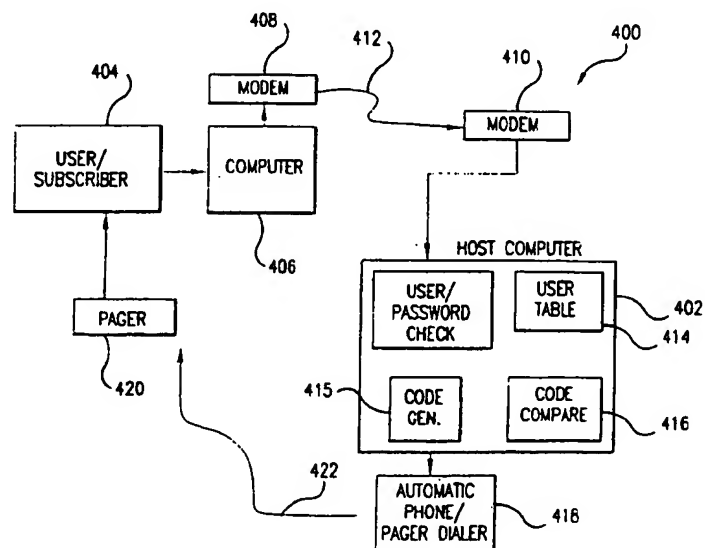 408
412
410
400
404
MODEM
MODEM
USER/
SUBSCRIBER
COMPUTER
406
HOST COMPUTER
USER/
PASSWORD
CHECK
USER
TABLE
402
414
PAGER
420
415
CODE
GEN.
CODE
COMPARE
416
422
AUTOMATIC
PHONE/
PAGER DIALER
418